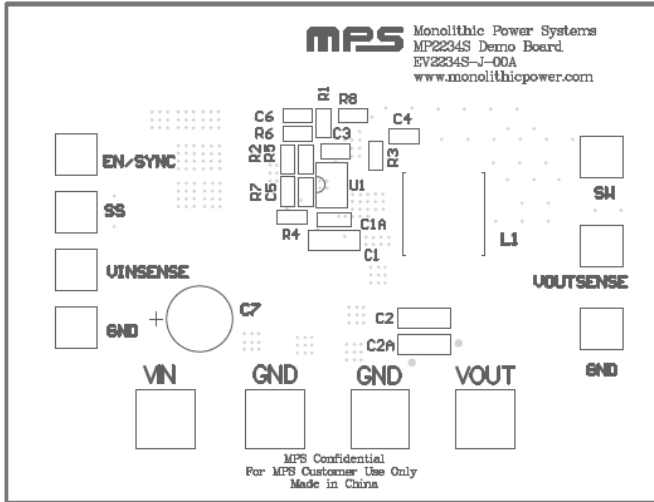 MPS
Monolithic Power Systems
MP2234S Demo Board
EV2234S-J-00A
www.monolithicpower.com
C6
R1
R8
R6
C3
C4
R2
R5
R3
EN/SYNC
R7
C5
U1
SW
SS
R4
C1A
C1
L1
VINSENSE
VOUTSENSE
C7
GND
C2
C2A
GND
VIN
GND
GND
VOUT
MPS Confidential
For MPS Customer Use Only
Made in China